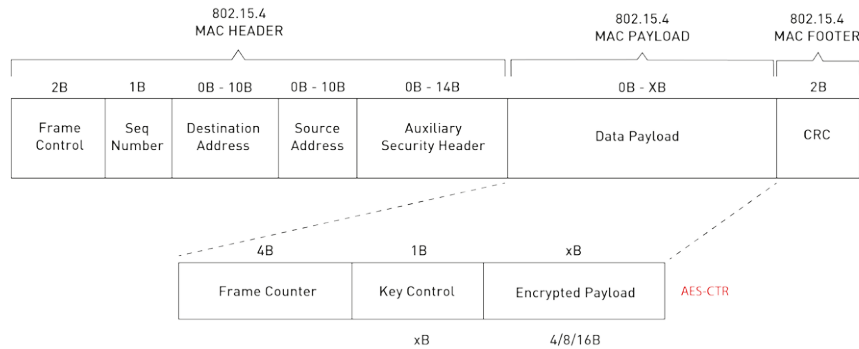 802.15.4
MAC HEADER
802.15.4
MAC PAYLOAD
802.15.4
MAC FOOTER
2B
1B
0B - 10B
0B - 10B
0B - 14B
0B - XB
2B
Frame
Control
Seq
Number
Destination
Address
Source
Address
Auxiliary
Security Header
Data Payload
CRC
4B
1B
xB
Frame Counter
Key Control
Encrypted Payload
AES-CTR
xB
4/8/16B